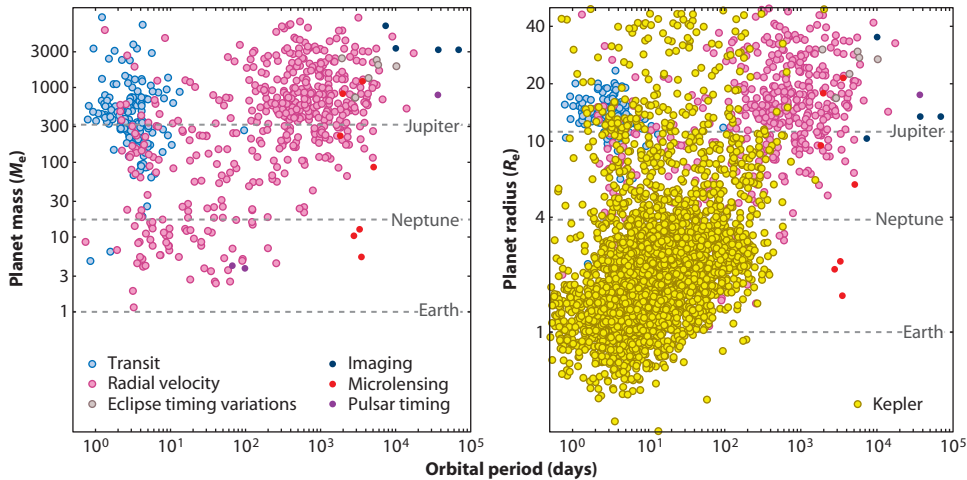 3000
1000
300
100
30
10
3
1
Planet mass (Mₑ)
Jupiter
Neptune
Earth
Transit
Radial velocity
Eclipse timing variations
Imaging
Microlensing
Pulsar timing
10⁰ 10¹ 10² 10³ 10⁴ 10⁵
40
20
10
4
1
Planet radius (Rₑ)
Jupiter
Neptune
Earth
Kepler
10⁰ 10¹ 10² 10³ 10⁴ 10⁵
Orbital period (days)